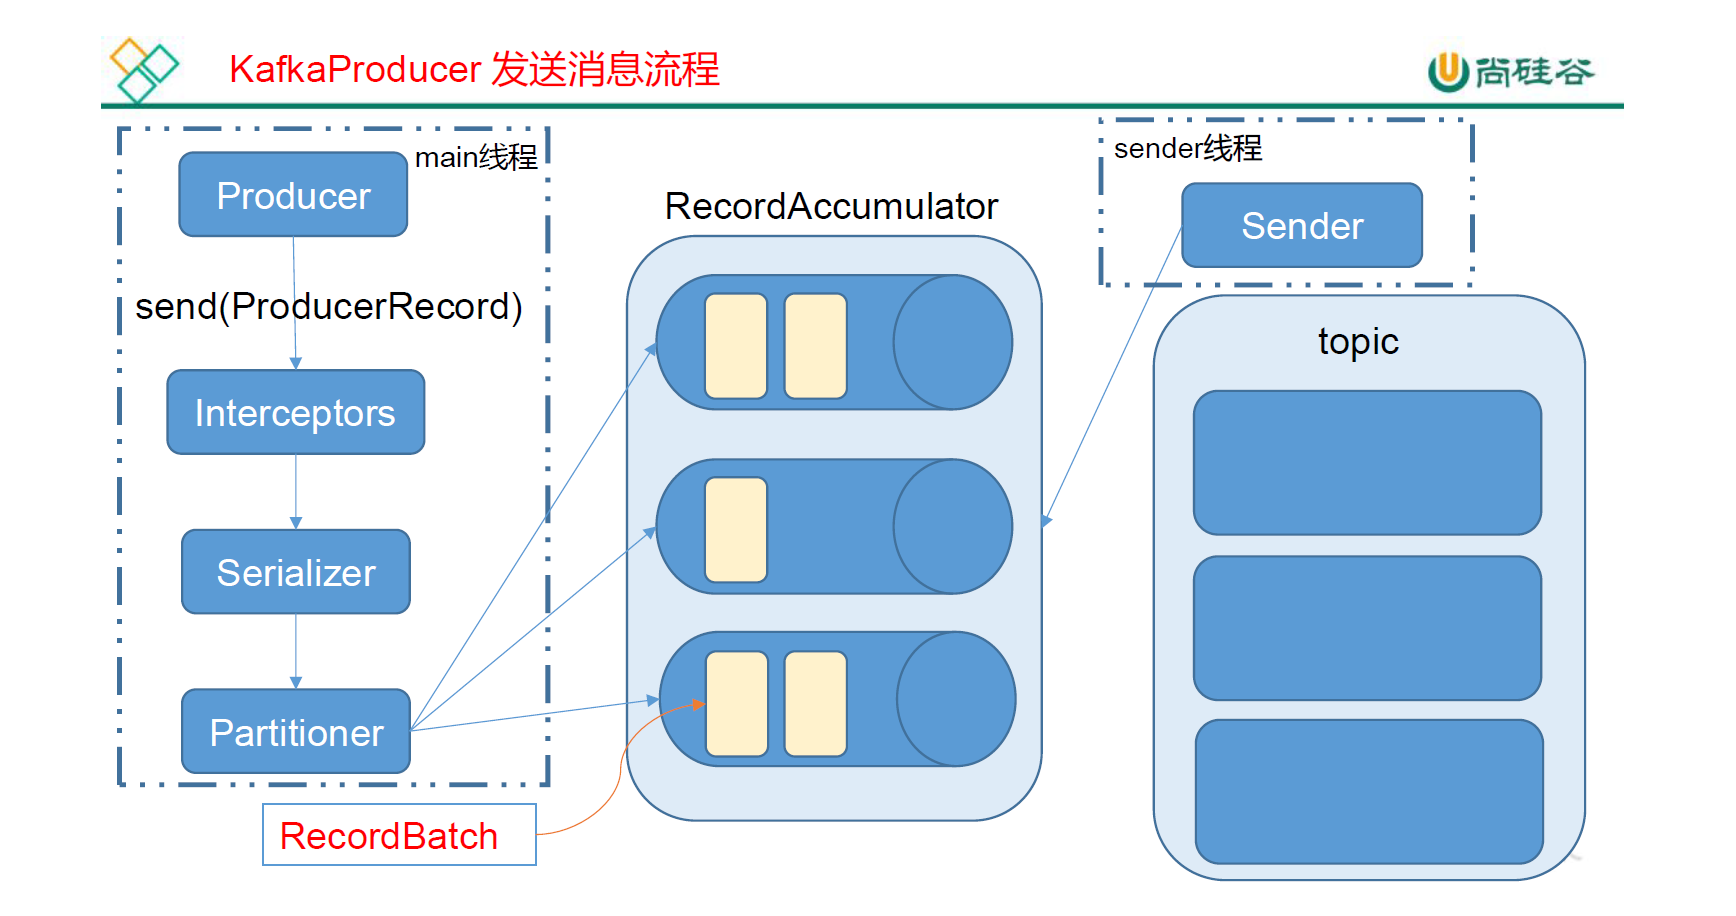 KafkaProducer 发送消息流程
尚硅谷
main线程
Producer
send(ProducerRecord)
Interceptors
Serializer
Partitioner
RecordBatch
RecordAccumulator
sender线程
Sender
topic